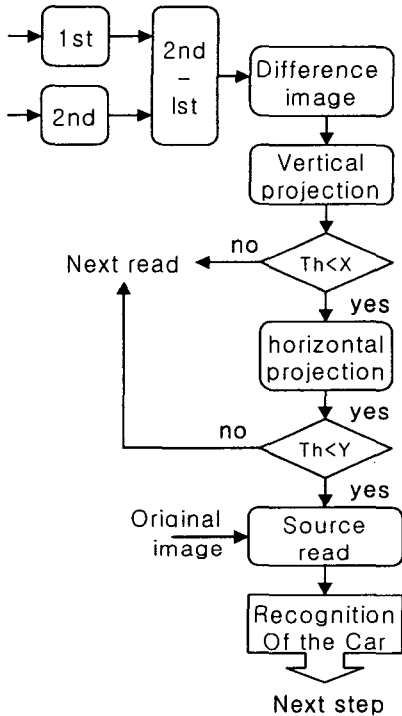 1st
2nd
2nd
–
Ist
Difference
image
Vertical
projection
no
Th<X
Next read
yes
horizontal
projection
yes
no
Th<Y
yes
Original
image
Source
read
Recognition
Of the Car
Next step